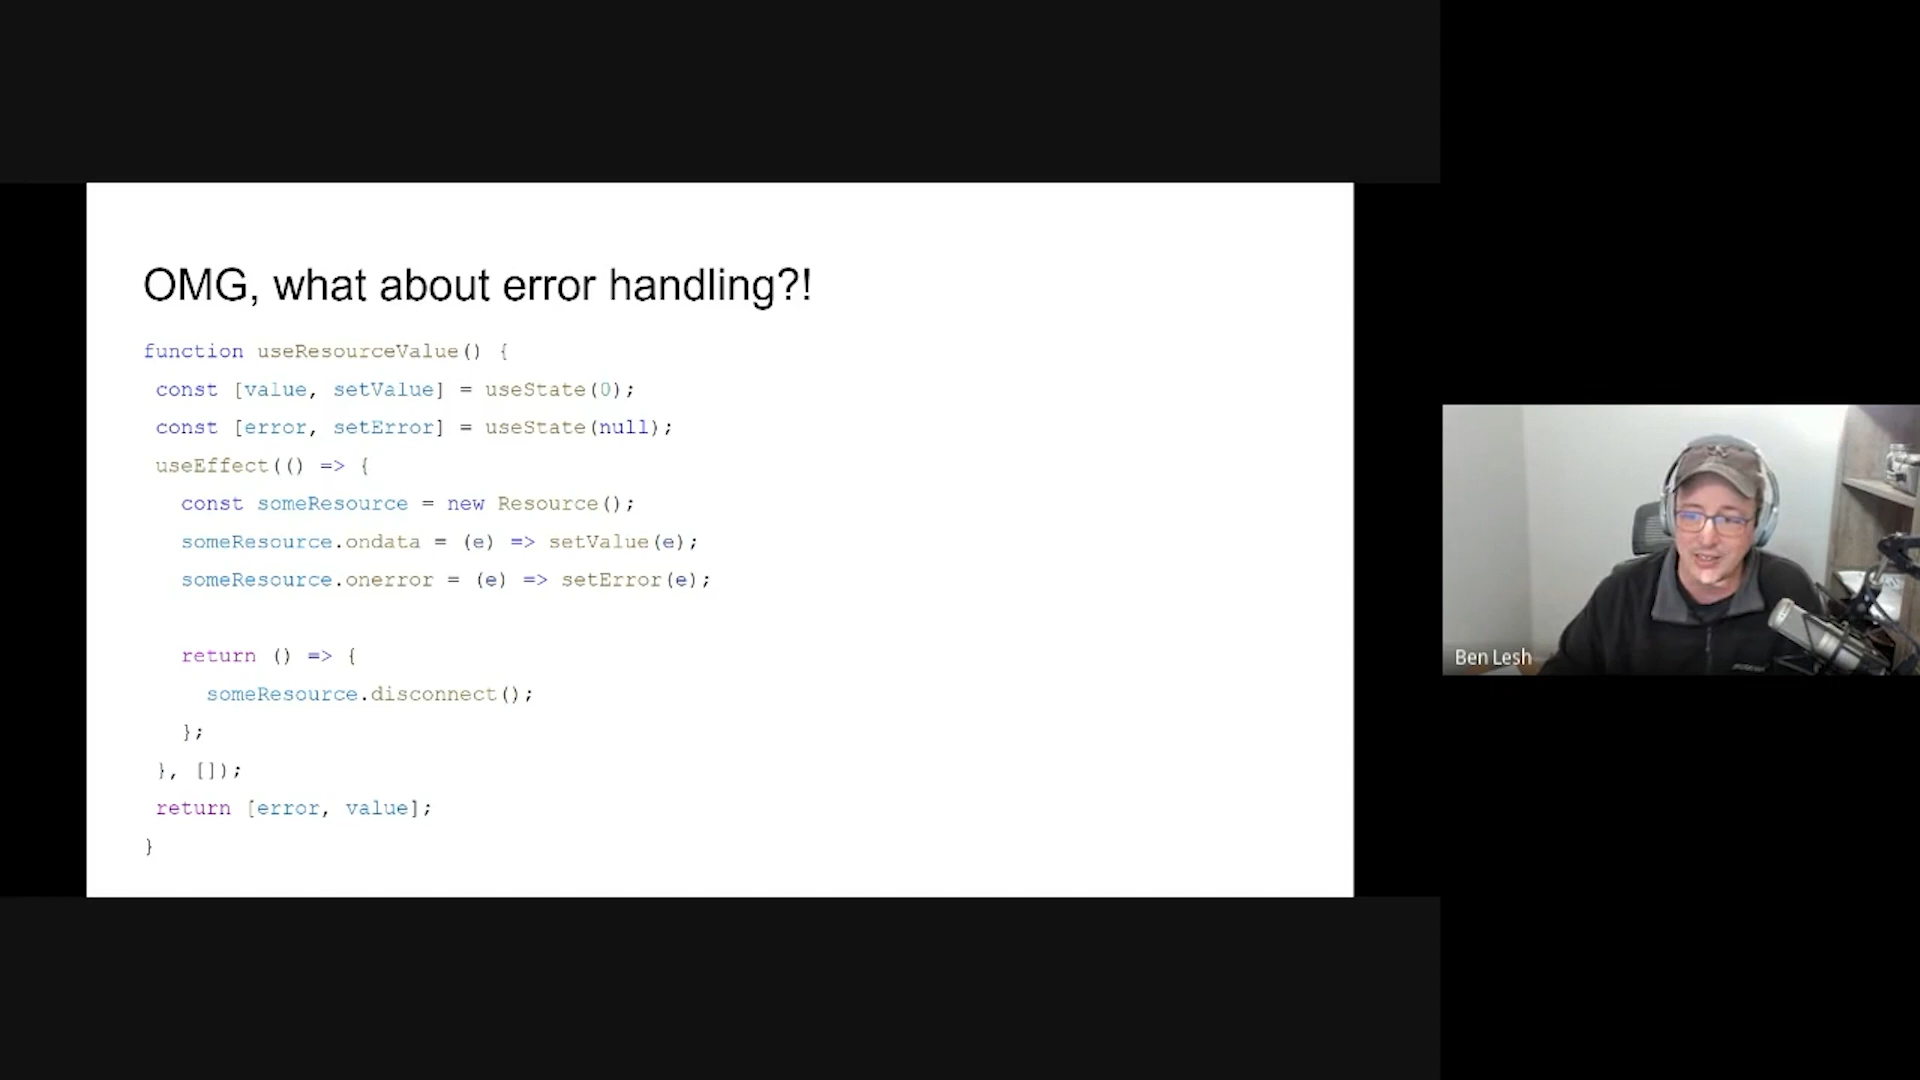 OMG, what about error handling?!
function useResourceValue() {
const [value, setValue] = useState(0);
const [error, setError] = useState(null);
useEffect(() => {
const someResource = new Resource();
someResource.ondata = (e) => setValue(e);
someResource.onerror = (e) => setError(e);
return () => {
someResource.disconnect();
};
}, []);
return [error, value];
}
Ben Lesh